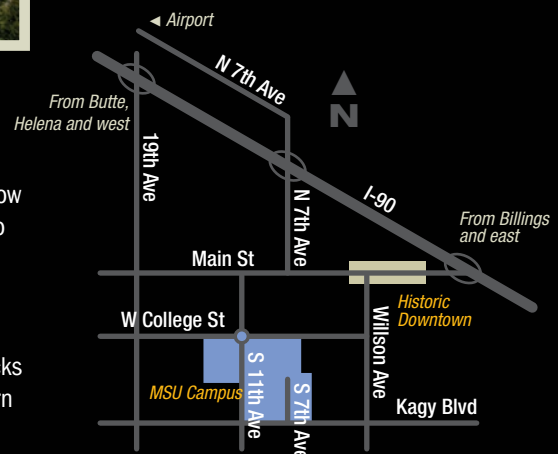 ◄ Airport
N 7th Ave
N
From Butte,
Helena and west
19th Ave
I-90
N 7th Ave
From Billings
and east
Main St
Historic
Downtown
W College St
Willson Ave
MSU Campus
S 11th Ave
S 7th Ave
Kagy Blvd